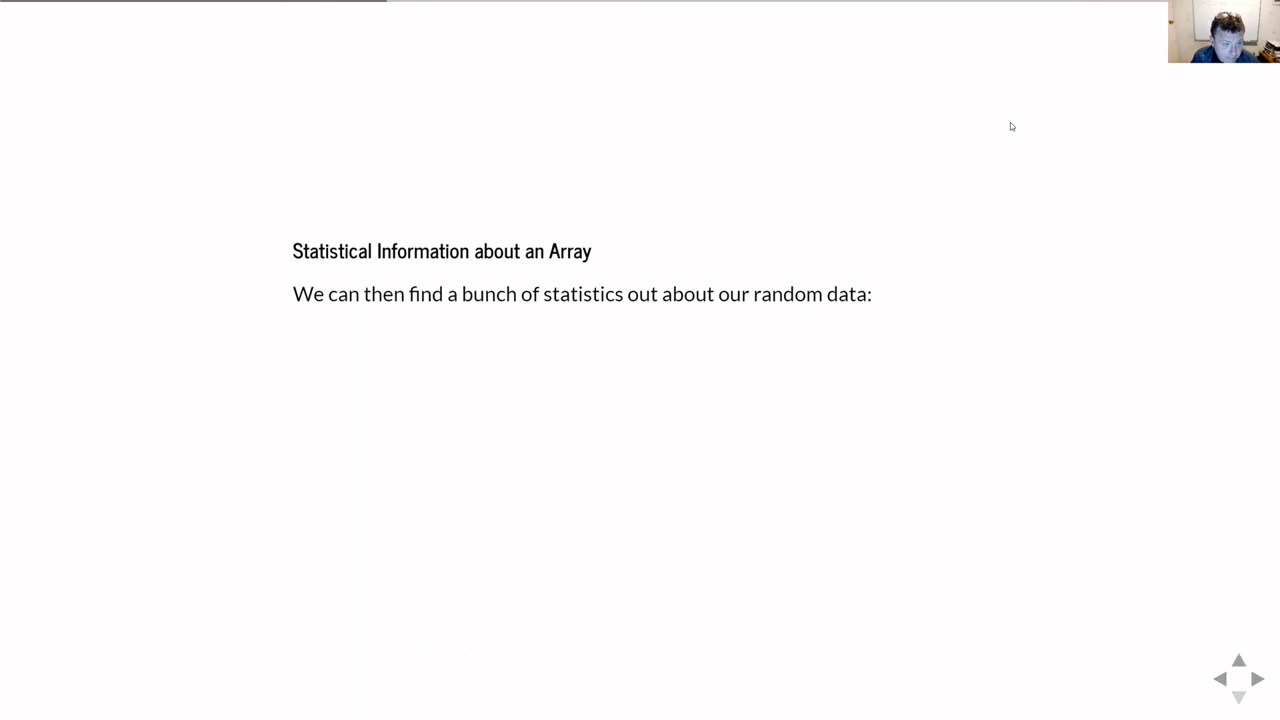 Statistical Information about an Array
We can then find a bunch of statistics out about our random data: